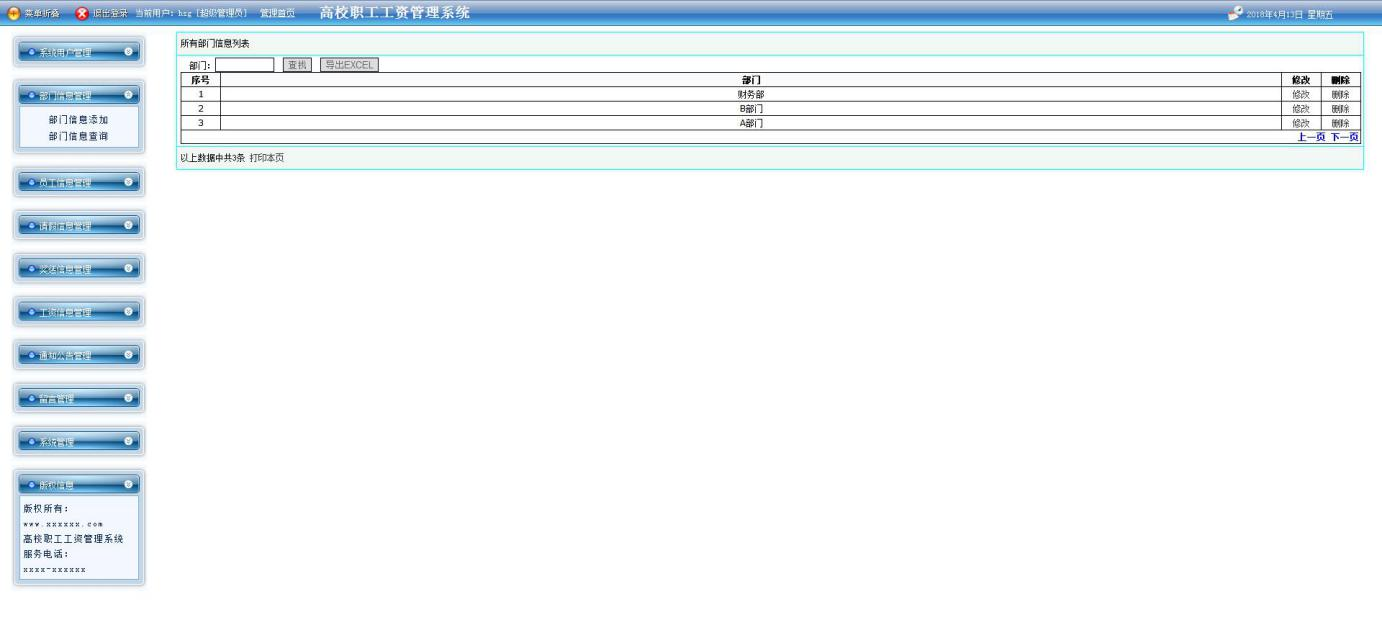 菜单折叠 退出登录 当前用户: hsg [超级管理员] 管理首页 高校职工工资管理系统 2018年4月13日 星期五
系统用户管理
部门信息管理
部门信息添加
部门信息查询
员工信息管理
请假信息管理
奖惩信息管理
工资信息管理
通知公告管理
留言管理
系统管理
版权信息
版权所有:
www.xxxxxx.com
高校职工工资管理系统
服务电话:
xxxx-xxxxxx
所有部门信息列表
部门: 查找 导出EXCEL
序号 部门 修改 删除
1 财务部 修改 删除
2 B部门 修改 删除
3 A部门 修改 删除
上一页 下一页
以上数据中共3条 打印本页